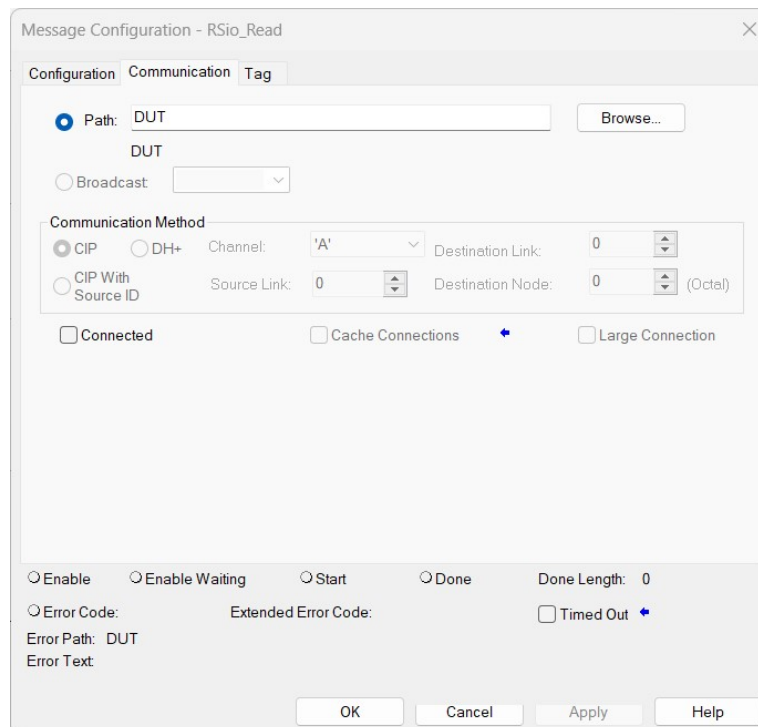 Message Configuration - RSio_Read
Configuration Communication Tag
Path: DUT Browse...
DUT
Broadcast:
Communication Method
CIP DH+ Channel: 'A' Destination Link: 0
CIP With Source ID Source Link: 0 Destination Node: 0 (Octal)
Connected Cache Connections Large Connection
Enable Enable Waiting Start Done Done Length: 0
Error Code: Extended Error Code: Timed Out
Error Path: DUT
Error Text:
OK Cancel Apply Help